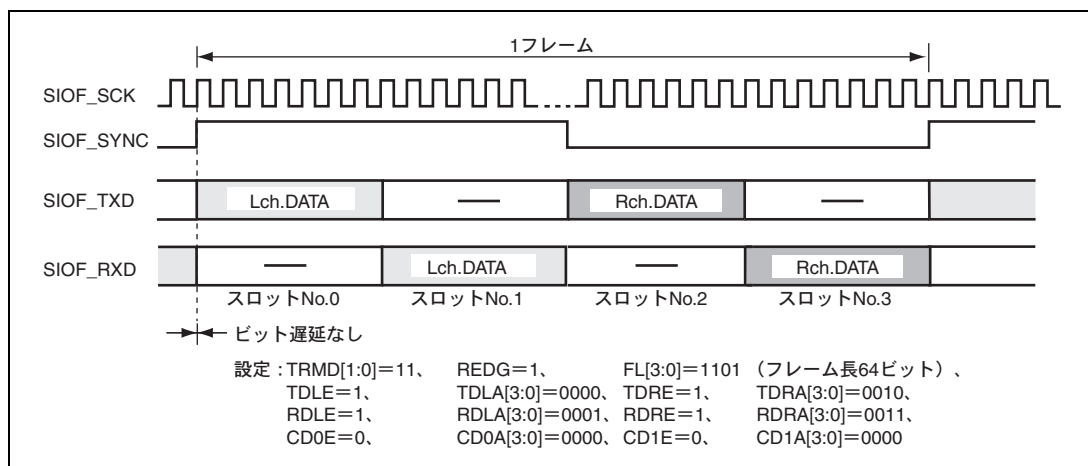 1フレーム
SIOF_SCK
SIOF_SYNC
SIOF_TXD Lch.DATA — Rch.DATA —
SIOF_RXD — Lch.DATA — Rch.DATA
スロットNo.0 スロットNo.1 スロットNo.2 スロットNo.3
ビット遅延なし
設定：TRMD[1:0]=11、 REDG=1、 FL[3:0]=1101 （フレーム長64ビット）、
TDLE=1、 TDLA[3:0]=0000、 TDRE=1、 TDRA[3:0]=0010、
RDLE=1、 RDLA[3:0]=0001、 RDRE=1、 RDRA[3:0]=0011、
CD0E=0、 CD0A[3:0]=0000、 CD1E=0、 CD1A[3:0]=0000